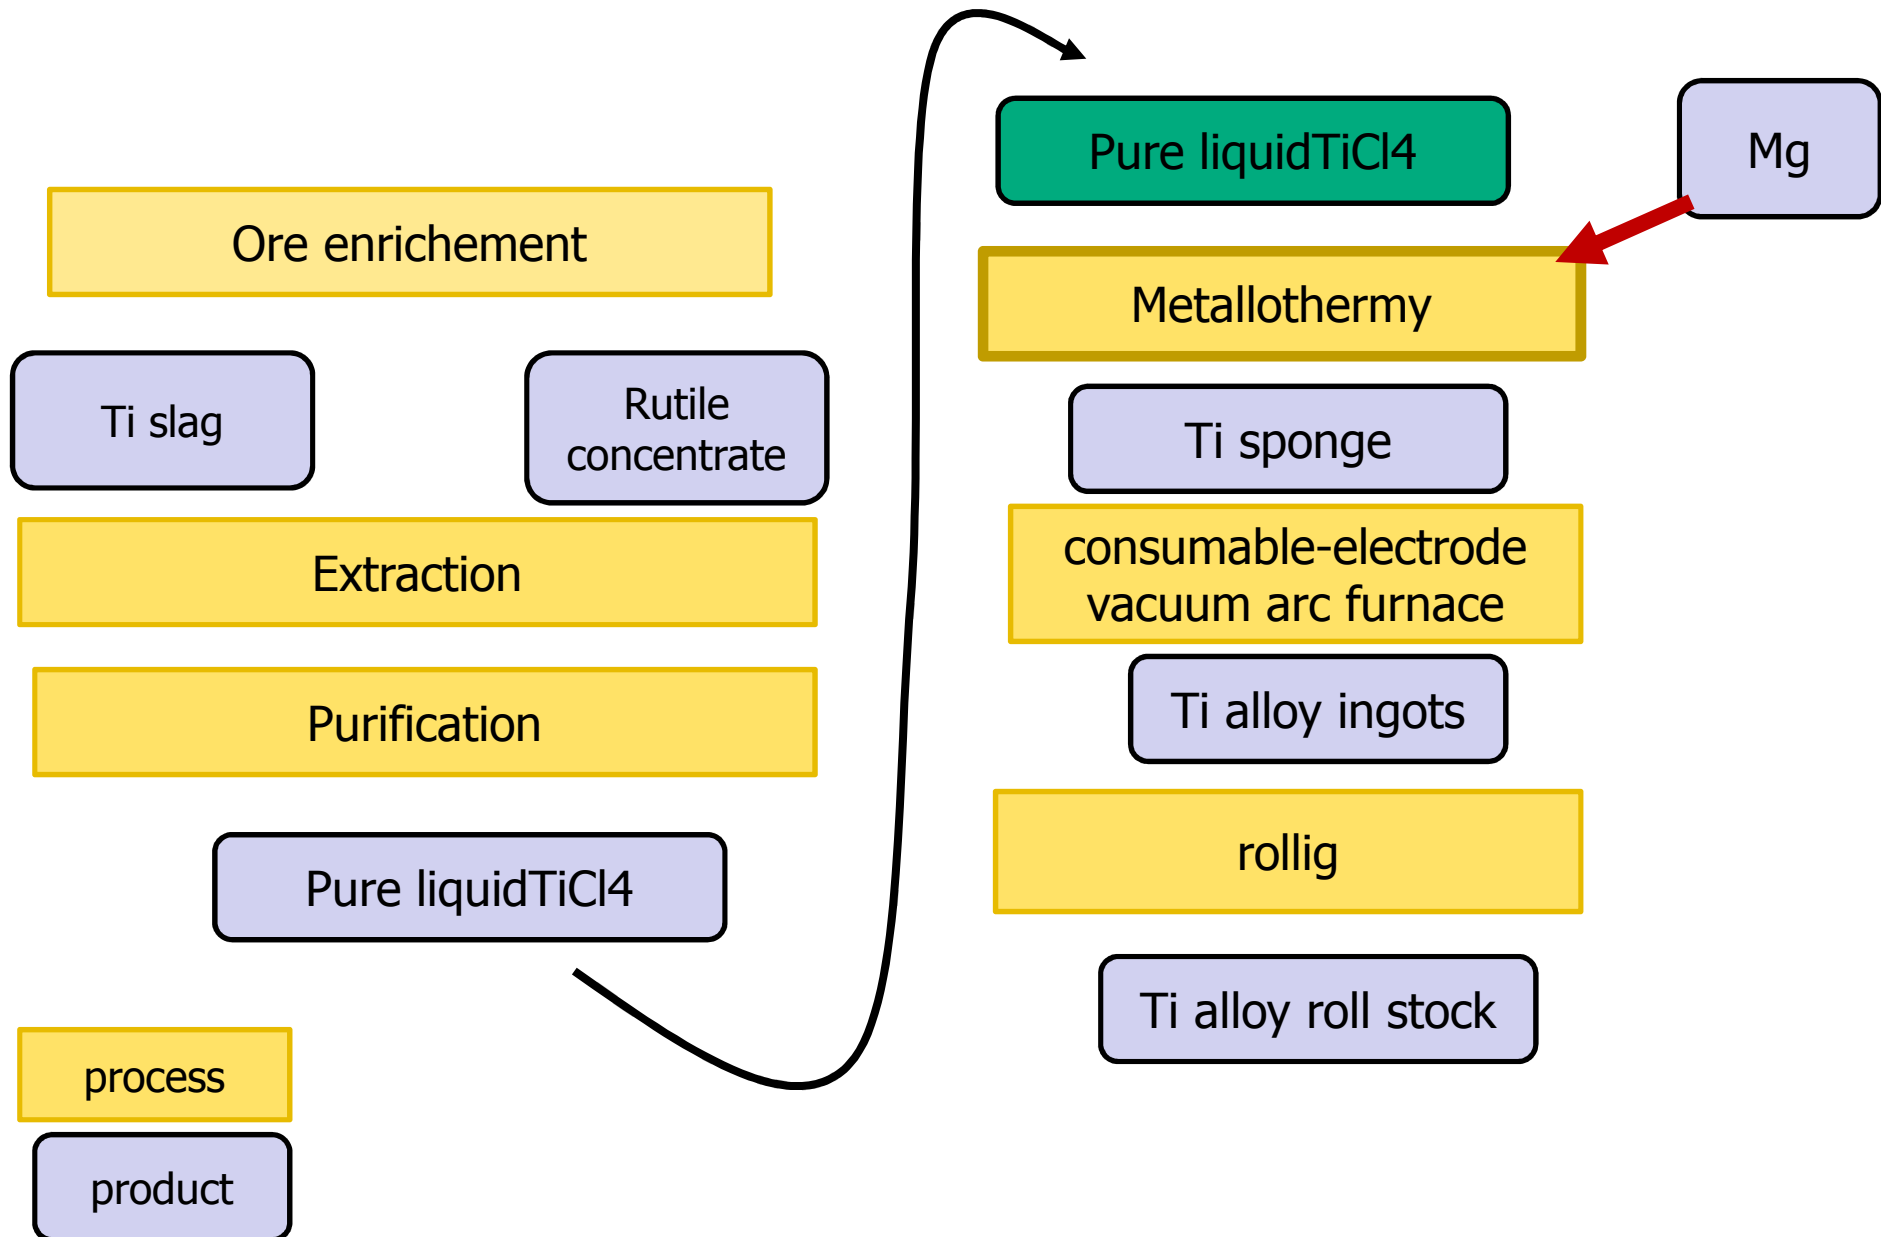 Ore enrichement
Ti slag
Rutile
concentrate
Extraction
Purification
Pure liquidTiCl4
process
product
Pure liquidTiCl4
Mg
Metallothermy
Ti sponge
consumable-electrode
vacuum arc furnace
Ti alloy ingots
rollig
Ti alloy roll stock